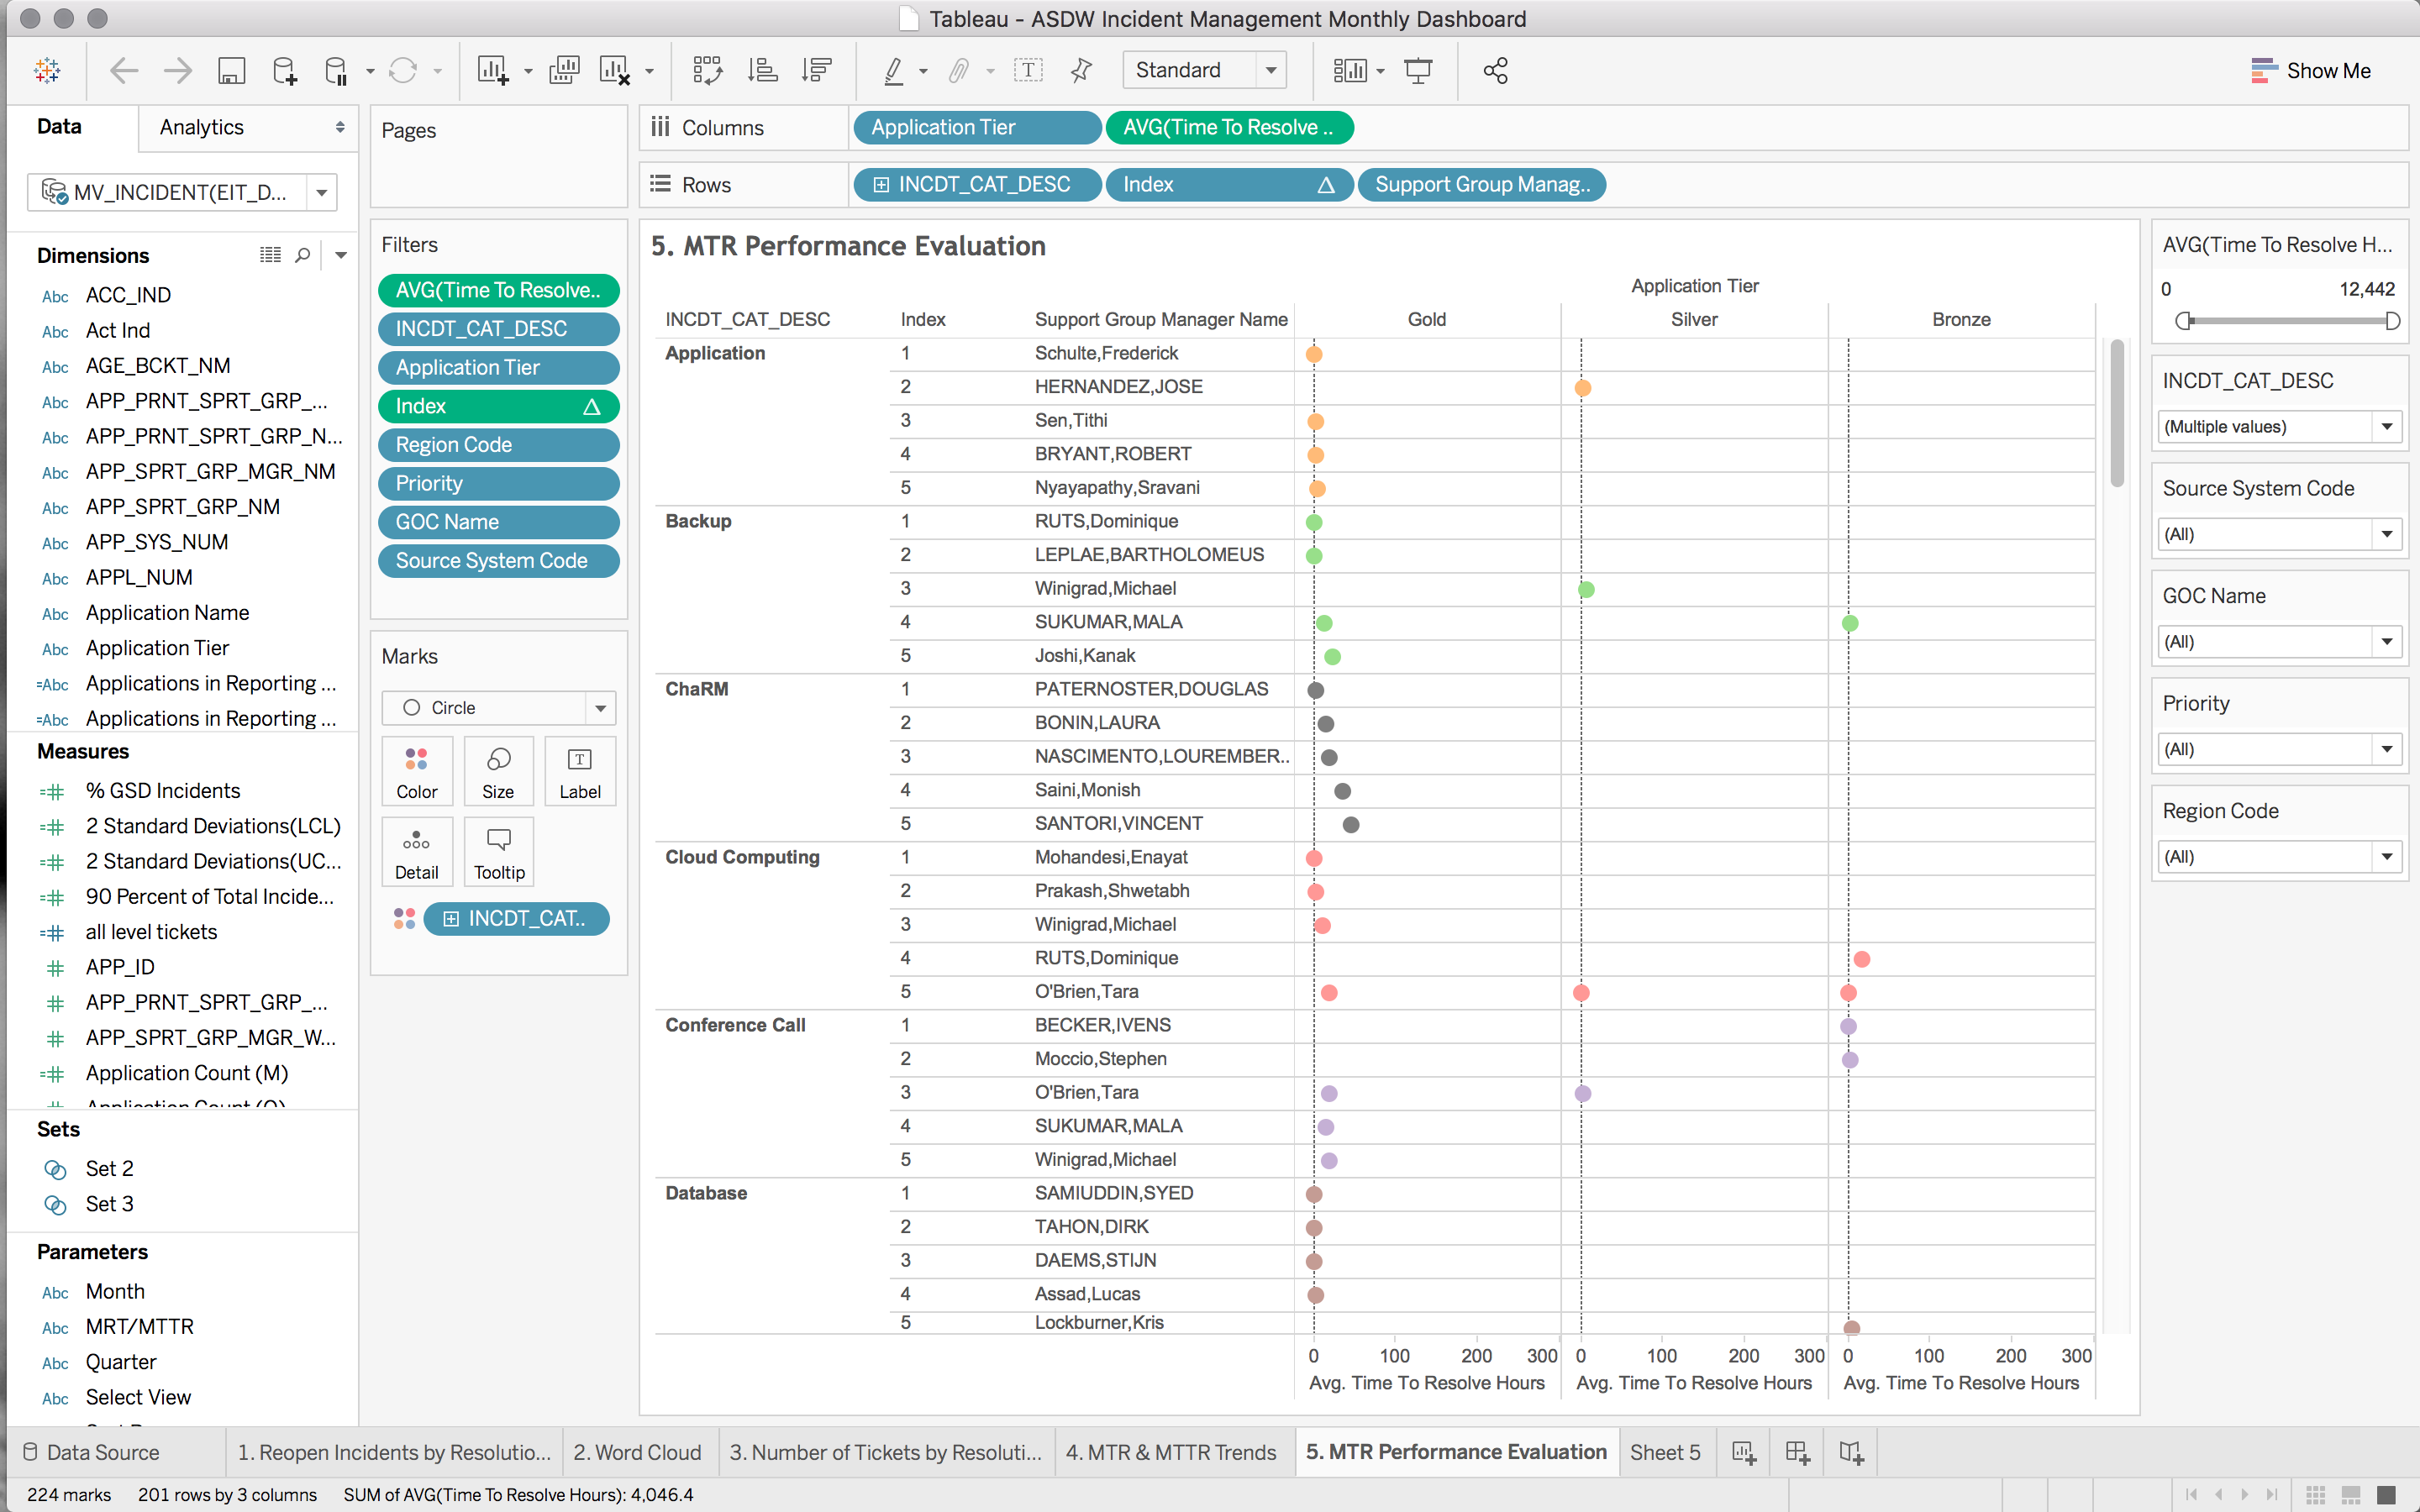 Tableau - ASDW Incident Management Monthly Dashboard
Standard
Show Me
Data
Analytics
MV_INCIDENT(EIT_D...
Dimensions
Abc ACC_IND
Abc Act Ind
Abc AGE_BCKT_NM
Abc APP_PRNT_SPRT_GRP_...
Abc APP_PRNT_SPRT_GRP_N...
Abc APP_SPRT_GRP_MGR_NM
Abc APP_SPRT_GRP_NM
Abc APP_SYS_NUM
Abc APPL_NUM
Abc Application Name
Abc Application Tier
=Abc Applications in Reporting ...
=Abc Applications in Reporting ...
Measures
=# % GSD Incidents
=# 2 Standard Deviations(LCL)
=# 2 Standard Deviations(UC...
=# 90 Percent of Total Incide...
=# all level tickets
# APP_ID
# APP_PRNT_SPRT_GRP_...
# APP_SPRT_GRP_MGR_W...
=# Application Count (M)
=# Application Count (Q)
Sets
Set 2
Set 3
Parameters
Abc Month
Abc MRT/MTTR
Abc Quarter
Abc Select View
Pages
Filters
AVG(Time To Resolve..
INCDT_CAT_DESC
Application Tier
Index Δ
Region Code
Priority
GOC Name
Source System Code
Marks
Circle
Color Size Label
Detail Tooltip
INCDT_CAT..
Columns Application Tier AVG(Time To Resolve ..
Rows INCDT_CAT_DESC Index Δ Support Group Manag..
5. MTR Performance Evaluation
Application Tier
INCDT_CAT_DESC Index Support Group Manager Name Gold Silver Bronze
Application 1 Schulte,Frederick
2 HERNANDEZ,JOSE
3 Sen,Tithi
4 BRYANT,ROBERT
5 Nyayapathy,Sravani
Backup 1 RUTS,Dominique
2 LEPLAE,BARTHOLOMEUS
3 Winigrad,Michael
4 SUKUMAR,MALA
5 Joshi,Kanak
ChaRM 1 PATERNOSTER,DOUGLAS
2 BONIN,LAURA
3 NASCIMENTO,LOUREMBER..
4 Saini,Monish
5 SANTORI,VINCENT
Cloud Computing 1 Mohandesi,Enayat
2 Prakash,Shwetabh
3 Winigrad,Michael
4 RUTS,Dominique
5 O'Brien,Tara
Conference Call 1 BECKER,IVENS
2 Moccio,Stephen
3 O'Brien,Tara
4 SUKUMAR,MALA
5 Winigrad,Michael
Database 1 SAMIUDDIN,SYED
2 TAHON,DIRK
3 DAEMS,STIJN
4 Assad,Lucas
5 Lockburner,Kris
0 100 200 300 0 100 200 300 0 100 200 300
Avg. Time To Resolve Hours Avg. Time To Resolve Hours Avg. Time To Resolve Hours
AVG(Time To Resolve H...
0 12,442
INCDT_CAT_DESC
(Multiple values)
Source System Code
(All)
GOC Name
(All)
Priority
(All)
Region Code
(All)
Data Source 1. Reopen Incidents by Resolutio... 2. Word Cloud 3. Number of Tickets by Resoluti... 4. MTR & MTTR Trends 5. MTR Performance Evaluation Sheet 5
224 marks 201 rows by 3 columns SUM of AVG(Time To Resolve Hours): 4,046.4